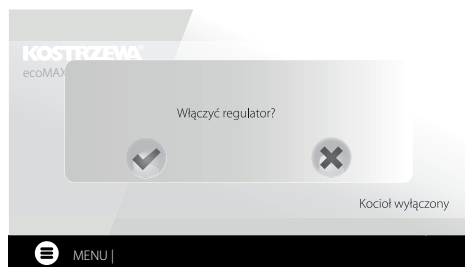 KOSTRZEWA
ecoMAX
Włączyć regulator?
Kocioł wyłączony
MENU |